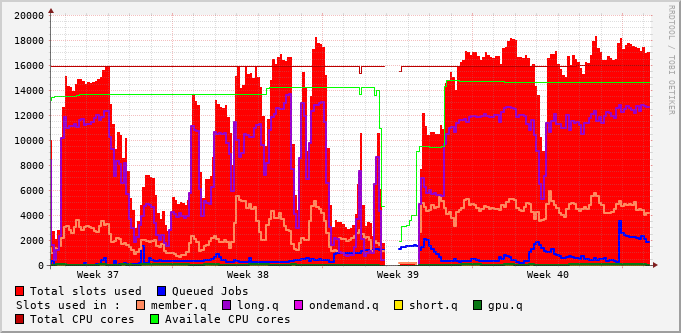 20000
18000
16000
14000
12000
10000
8000
6000
4000
2000
0
Week 37 Week 38 Week 39 Week 40
RRDTOOL / TOBI OETIKER
Total slots used Queued Jobs
Slots used in : member.q long.q ondemand.q short.q gpu.q
Total CPU cores Availale CPU cores